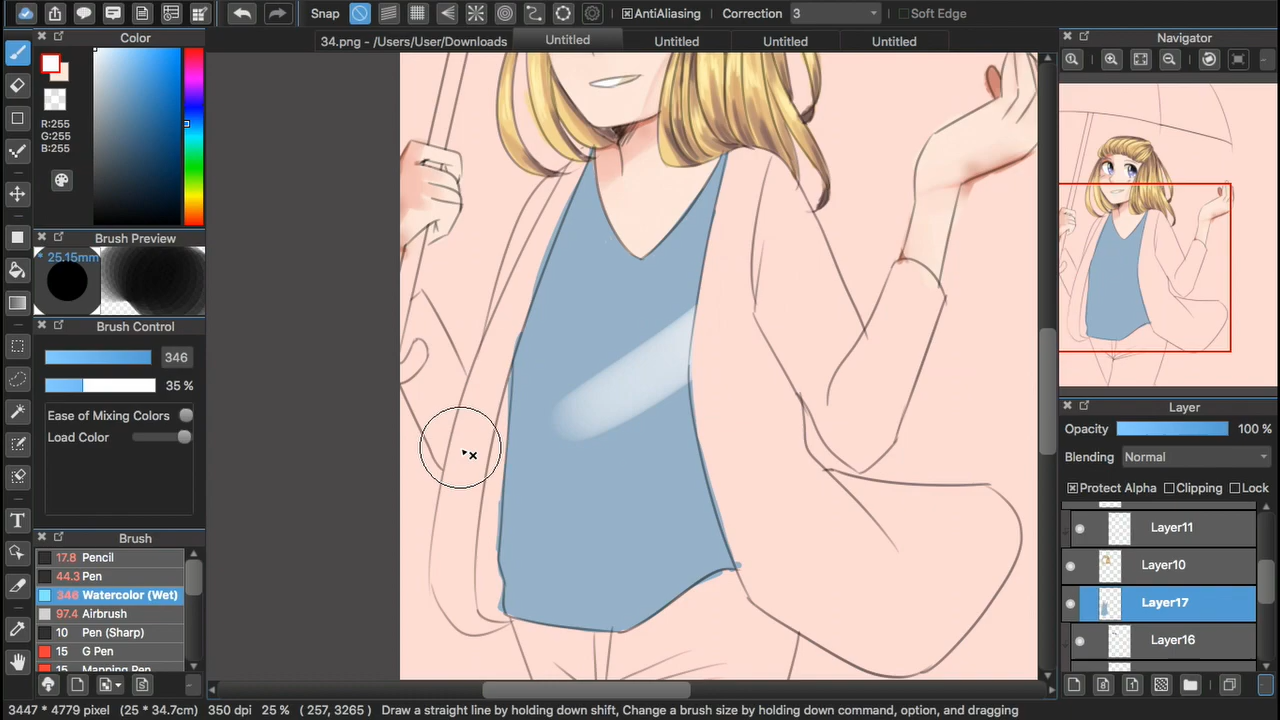 Snap
AntiAliasing
Correction
3
Soft Edge
34.png - /Users/User/Downloads
Untitled
Untitled
Untitled
Untitled
Color
R:255
G:255
B:255
Brush Preview
* 25.15mm
Brush Control
346
35 %
Ease of Mixing Colors
Load Color
Brush
17.8 Pencil
44.3 Pen
346 Watercolor (Wet)
97.4 Airbrush
10 Pen (Sharp)
15 G Pen
15 Mapping Pen
T
Navigator
Layer
Opacity
100 %
Blending
Normal
Protect Alpha
Clipping
Lock
Layer11
Layer10
Layer17
Layer16
3447 * 4779 pixel (25 * 34.7cm) 350 dpi 25 % ( 257, 3265) Draw a straight line by holding down shift, Change a brush size by holding down command, option, and dragging